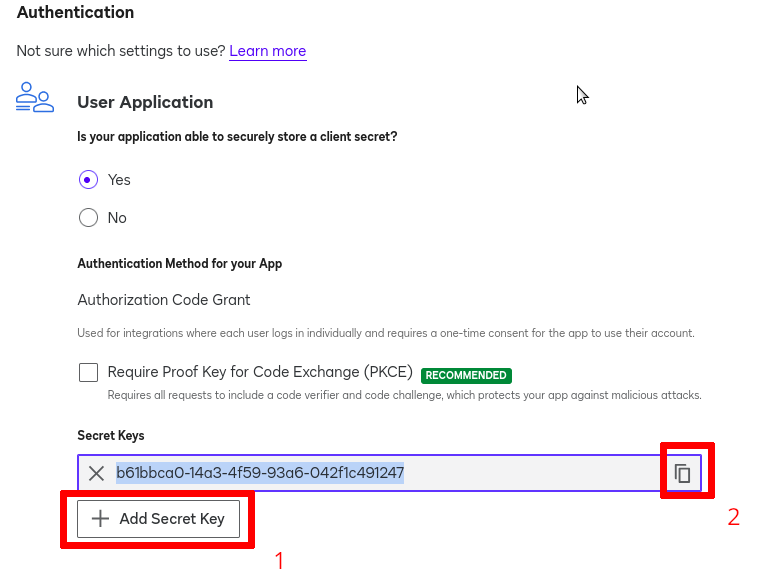 Authentication
Not sure which settings to use? Learn more
User Application
Is your application able to securely store a client secret?
Yes
No
Authentication Method for your App
Authorization Code Grant
Used for integrations where each user logs in individually and requires a one-time consent for the app to use their account.
Require Proof Key for Code Exchange (PKCE) RECOMMENDED
Requires all requests to include a code verifier and code challenge, which protects your app against malicious attacks.
Secret Keys
b61bbca0-14a3-4f59-93a6-042f1c491247
2
Add Secret Key
1